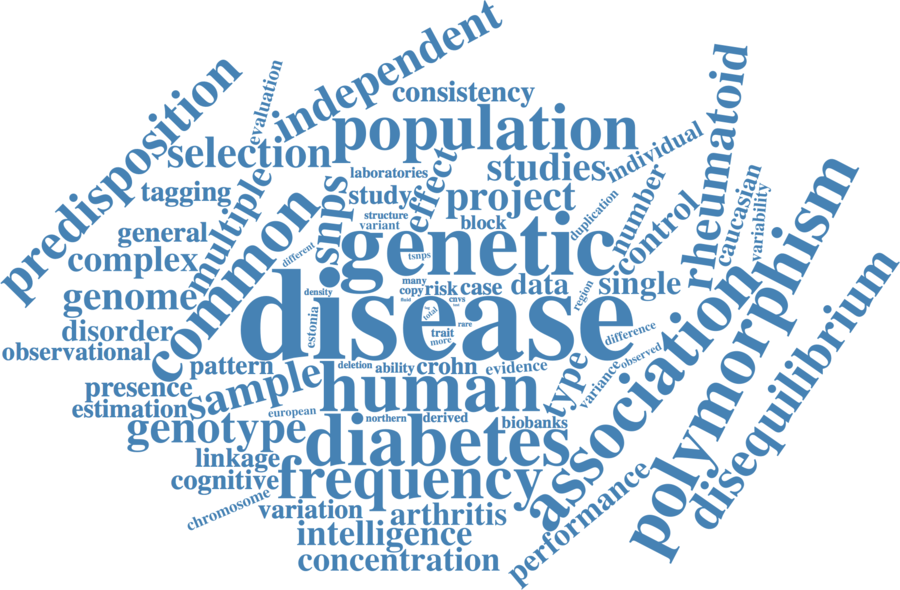 independent
predisposition
evaluation
consistency
population
rheumatoid
selection
studies
individual
tagging
multiple
laboratories
effect
study
project
number
control
caucasian
variability
polymorphism
common
snps
structure
variant
block
duplication
general
complex
different
tsnps
genetic
genome
many
copy
risk
case
data
region
single
disequilibrium
density
disease
cnvs
total
rare
trait
more
estonia
disorder
observational
difference
observed
association
pattern
deletion
ability
crohn
evidence
type
variance
presence
sample
human
estimation
european
northern
derived
biobanks
genotype
diabetes
linkage
cognitive
frequency
chromosome
variation
arthritis
performance
intelligence
concentration